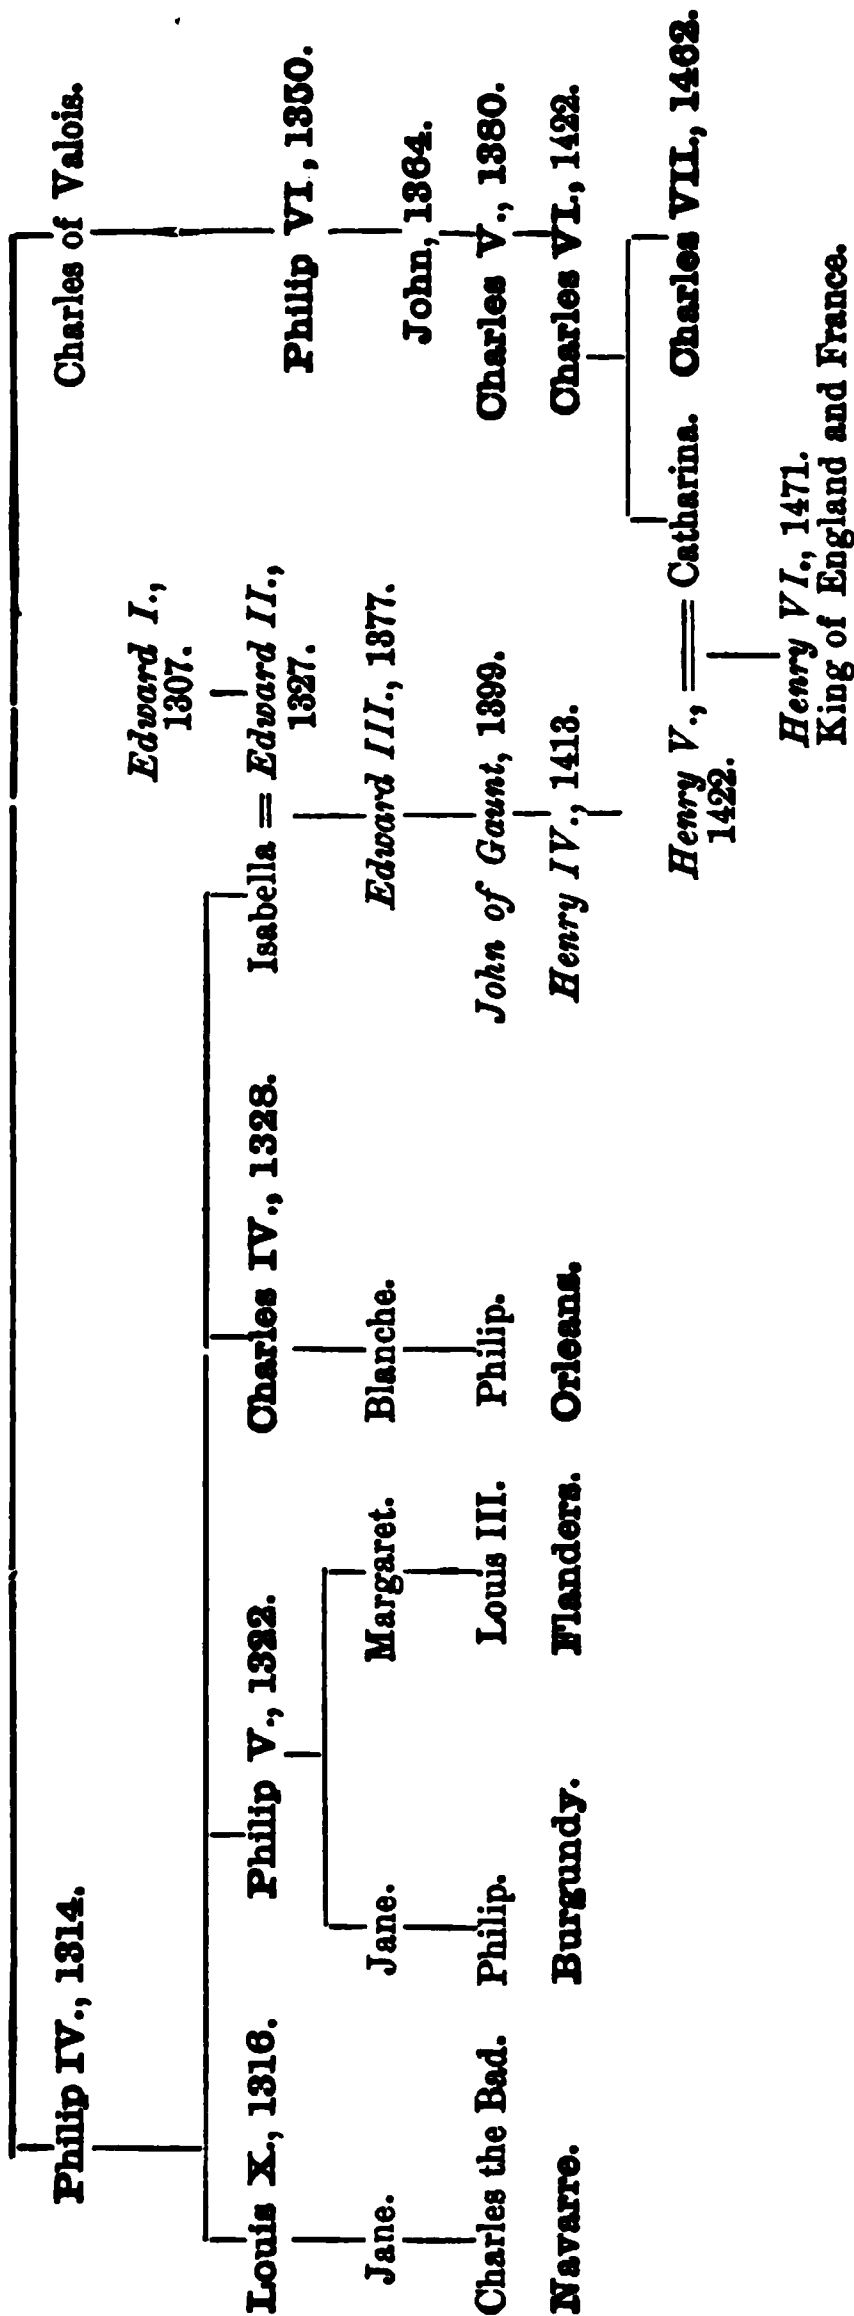 Philip IV., 1314.
Charles of Valois.
Edward I.,
1307.
Louis X., 1316.
Philip V., 1322.
Charles IV., 1328.
Isabella = Edward II.,
1327.
Philip VI., 1350.
Jane.
Jane.
Margaret.
Blanche.
Edward III., 1377.
John, 1364.
Charles the Bad.
Philip.
Louis III.
Philip.
John of Gaunt, 1399.
Charles V., 1380.
Navarre.
Burgundy.
Flanders.
Orleans.
Henry IV., 1413.
Charles VI., 1422.
Henry V., = Catharina.
1422.
Charles VII., 1462.
Henry VI., 1471.
King of England and France.